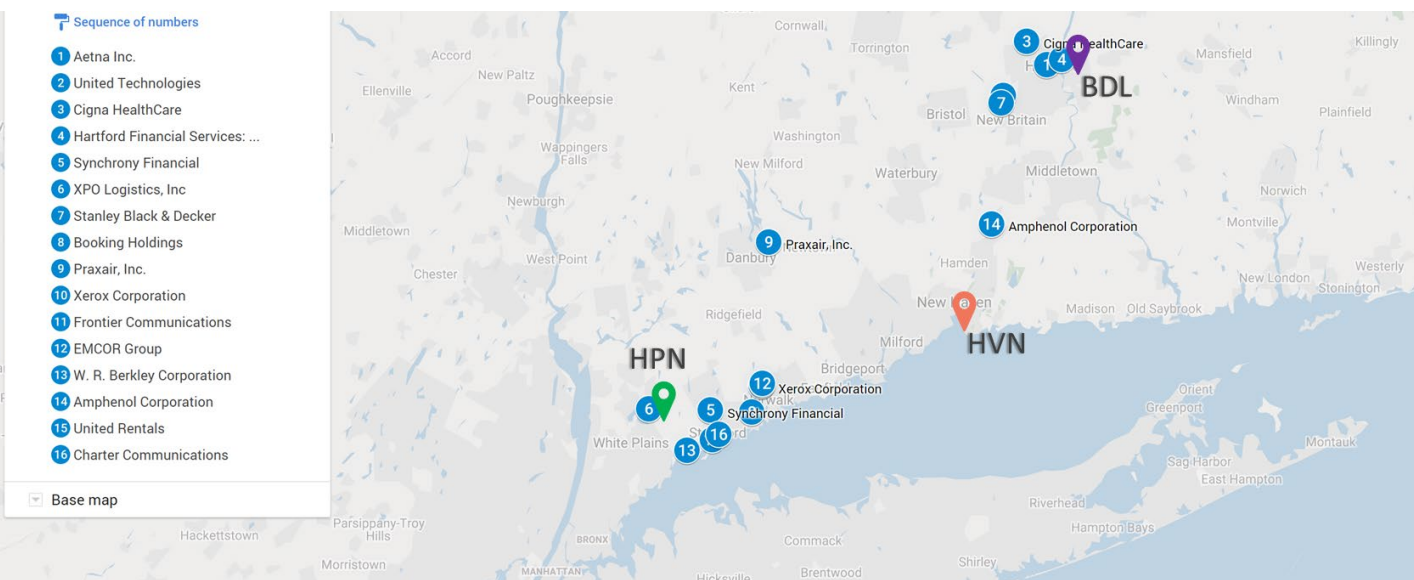 Sequence of numbers
1 Aetna Inc.
2 United Technologies
3 Cigna HealthCare
4 Hartford Financial Services: ...
5 Synchrony Financial
6 XPO Logistics, Inc
7 Stanley Black & Decker
8 Booking Holdings
9 Praxair, Inc.
10 Xerox Corporation
11 Frontier Communications
12 EMCOR Group
13 W. R. Berkley Corporation
14 Amphenol Corporation
15 United Rentals
16 Charter Communications
Base map
Cornwall
Torrington
3 Cigna HealthCare
Mansfield
Killingly
Accord
1 4
BDL
New Paltz
Ellenville
Poughkeepsie
Kent
7
Bristol
New Britain
Windham
Plainfield
Washington
Wappingers
Falls
New Milford
Waterbury
Middletown
Norwich
Newburgh
Middletown
14 Amphenol Corporation
Montville
9 Praxair, Inc.
West Point
Danbury
Hamden
Chester
New London
Westerly
Stonington
New Haven
Madison
Old Saybrook
Ridgefield
HVN
Milford
HPN
Bridgeport
12 Xerox Corporation
Orient
6
5 Synchrony Financial
Greenport
White Plains
16
13
Montauk
Sag Harbor
East Hampton
Riverhead
Hampton Bays
Parsippany-Troy
Hills
Hackettstown
BRONX
Commack
Morristown
MANHATTAN
Hicksville
Brentwood
Shirley